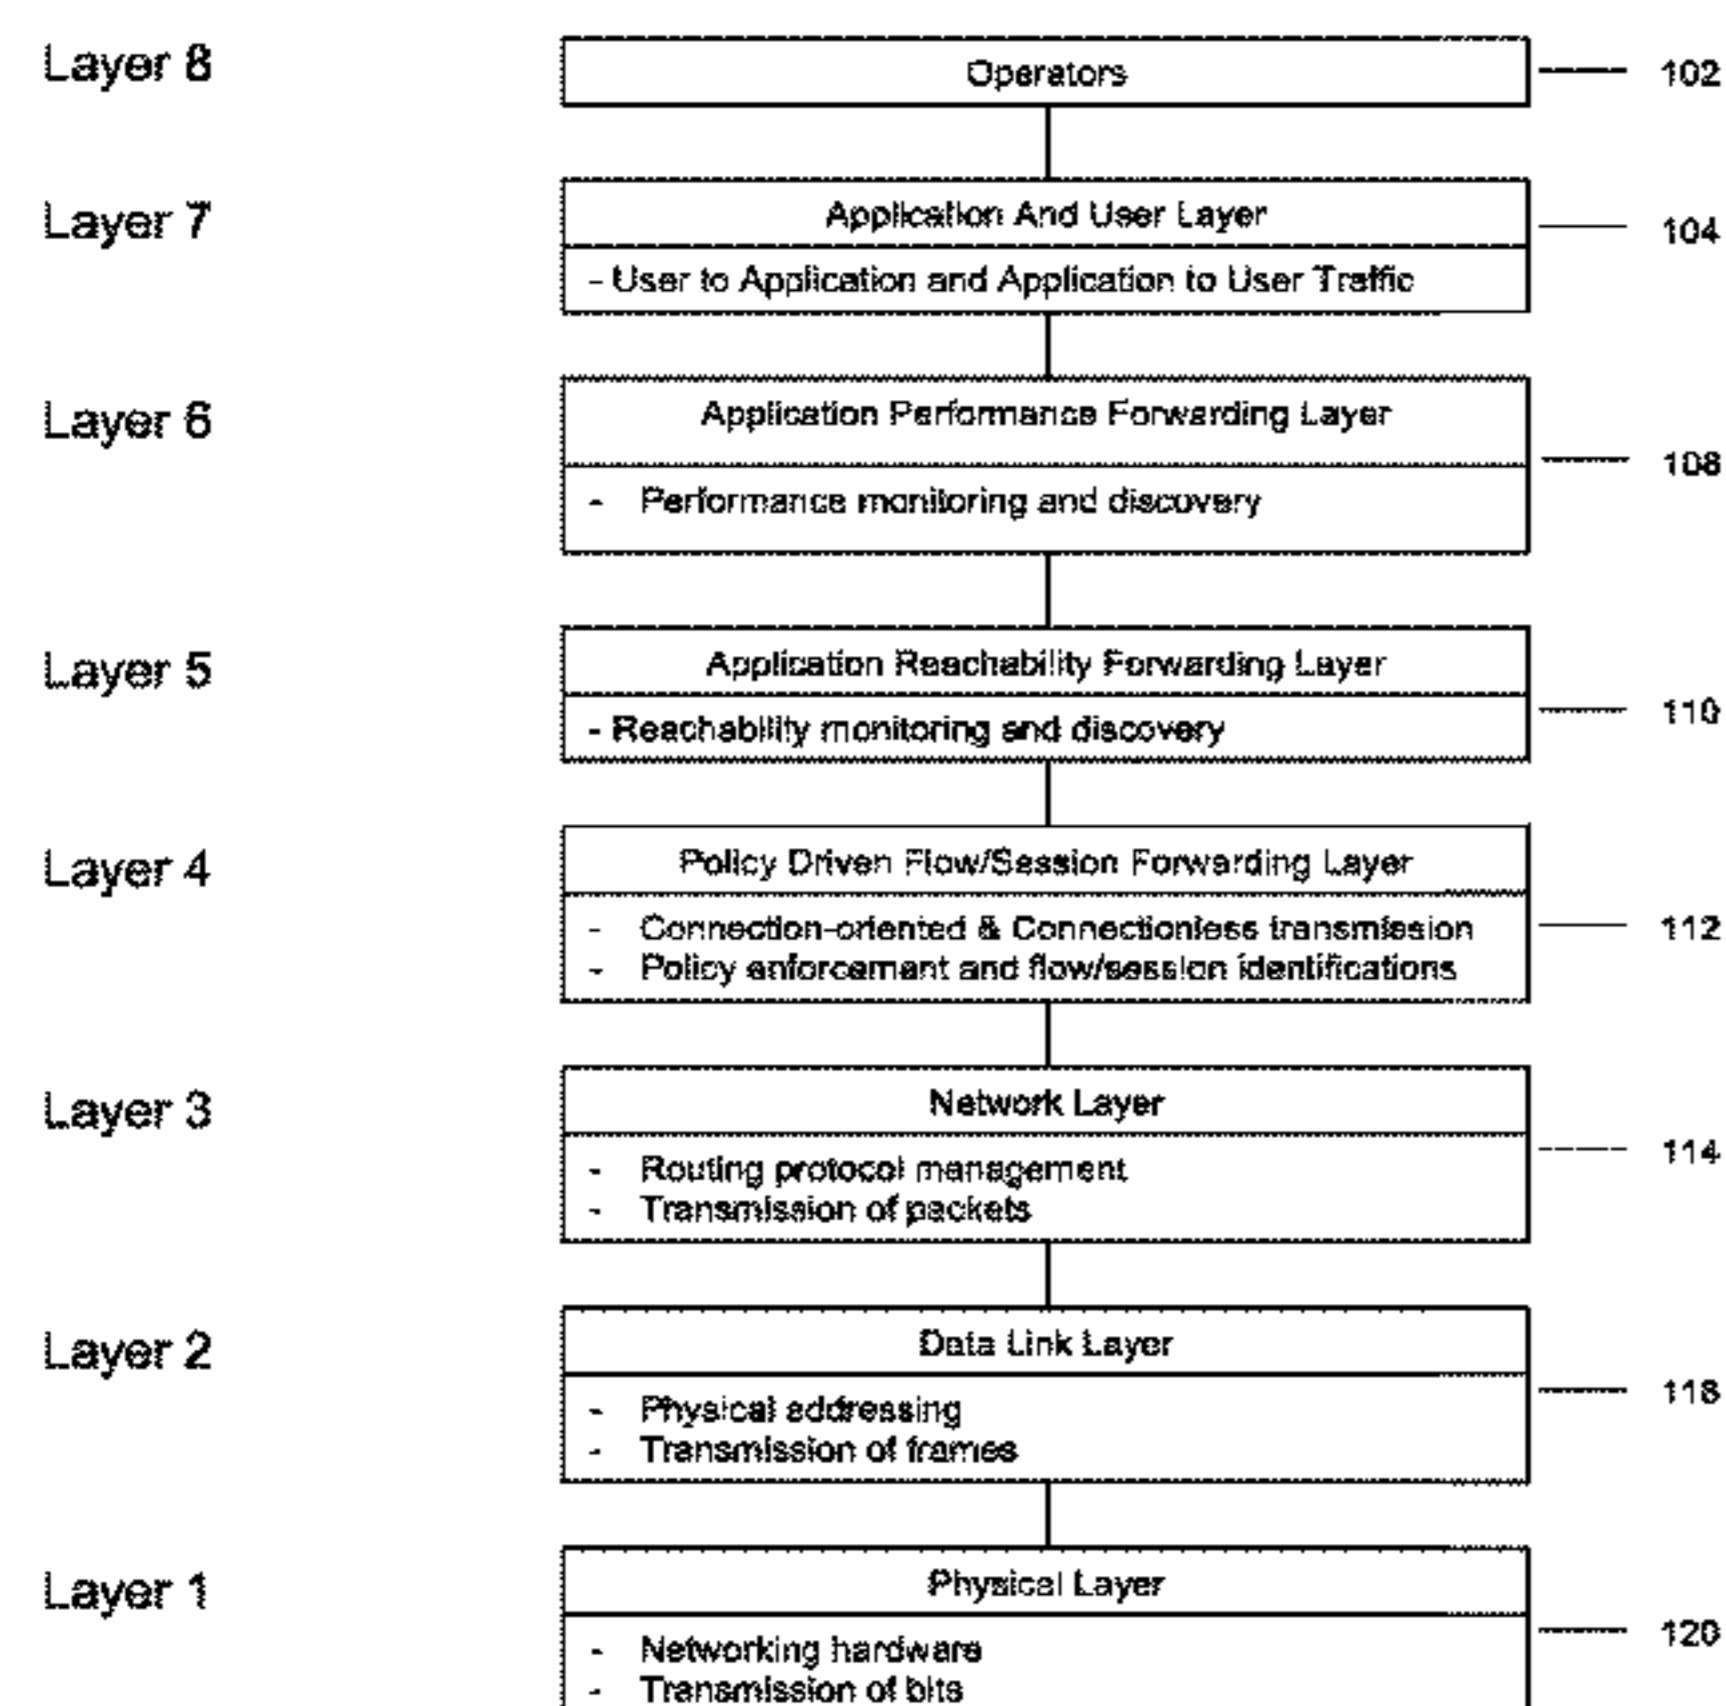 Layer 8
Operators
102
Layer 7
Application And User Layer
104
- User to Application and Application to User Traffic
Layer 6
Application Performance Forwarding Layer
108
- Performance monitoring and discovery
Layer 5
Application Reachability Forwarding Layer
110
- Reachability monitoring and discovery
Layer 4
Policy Driven Flow/Session Forwarding Layer
112
- Connection-oriented & Connectionless transmission
- Policy enforcement and flow/session identifications
Layer 3
Network Layer
114
- Routing protocol management
- Transmission of packets
Layer 2
Data Link Layer
118
- Physical addressing
- Transmission of frames
Layer 1
Physical Layer
120
- Networking hardware
- Transmission of bits